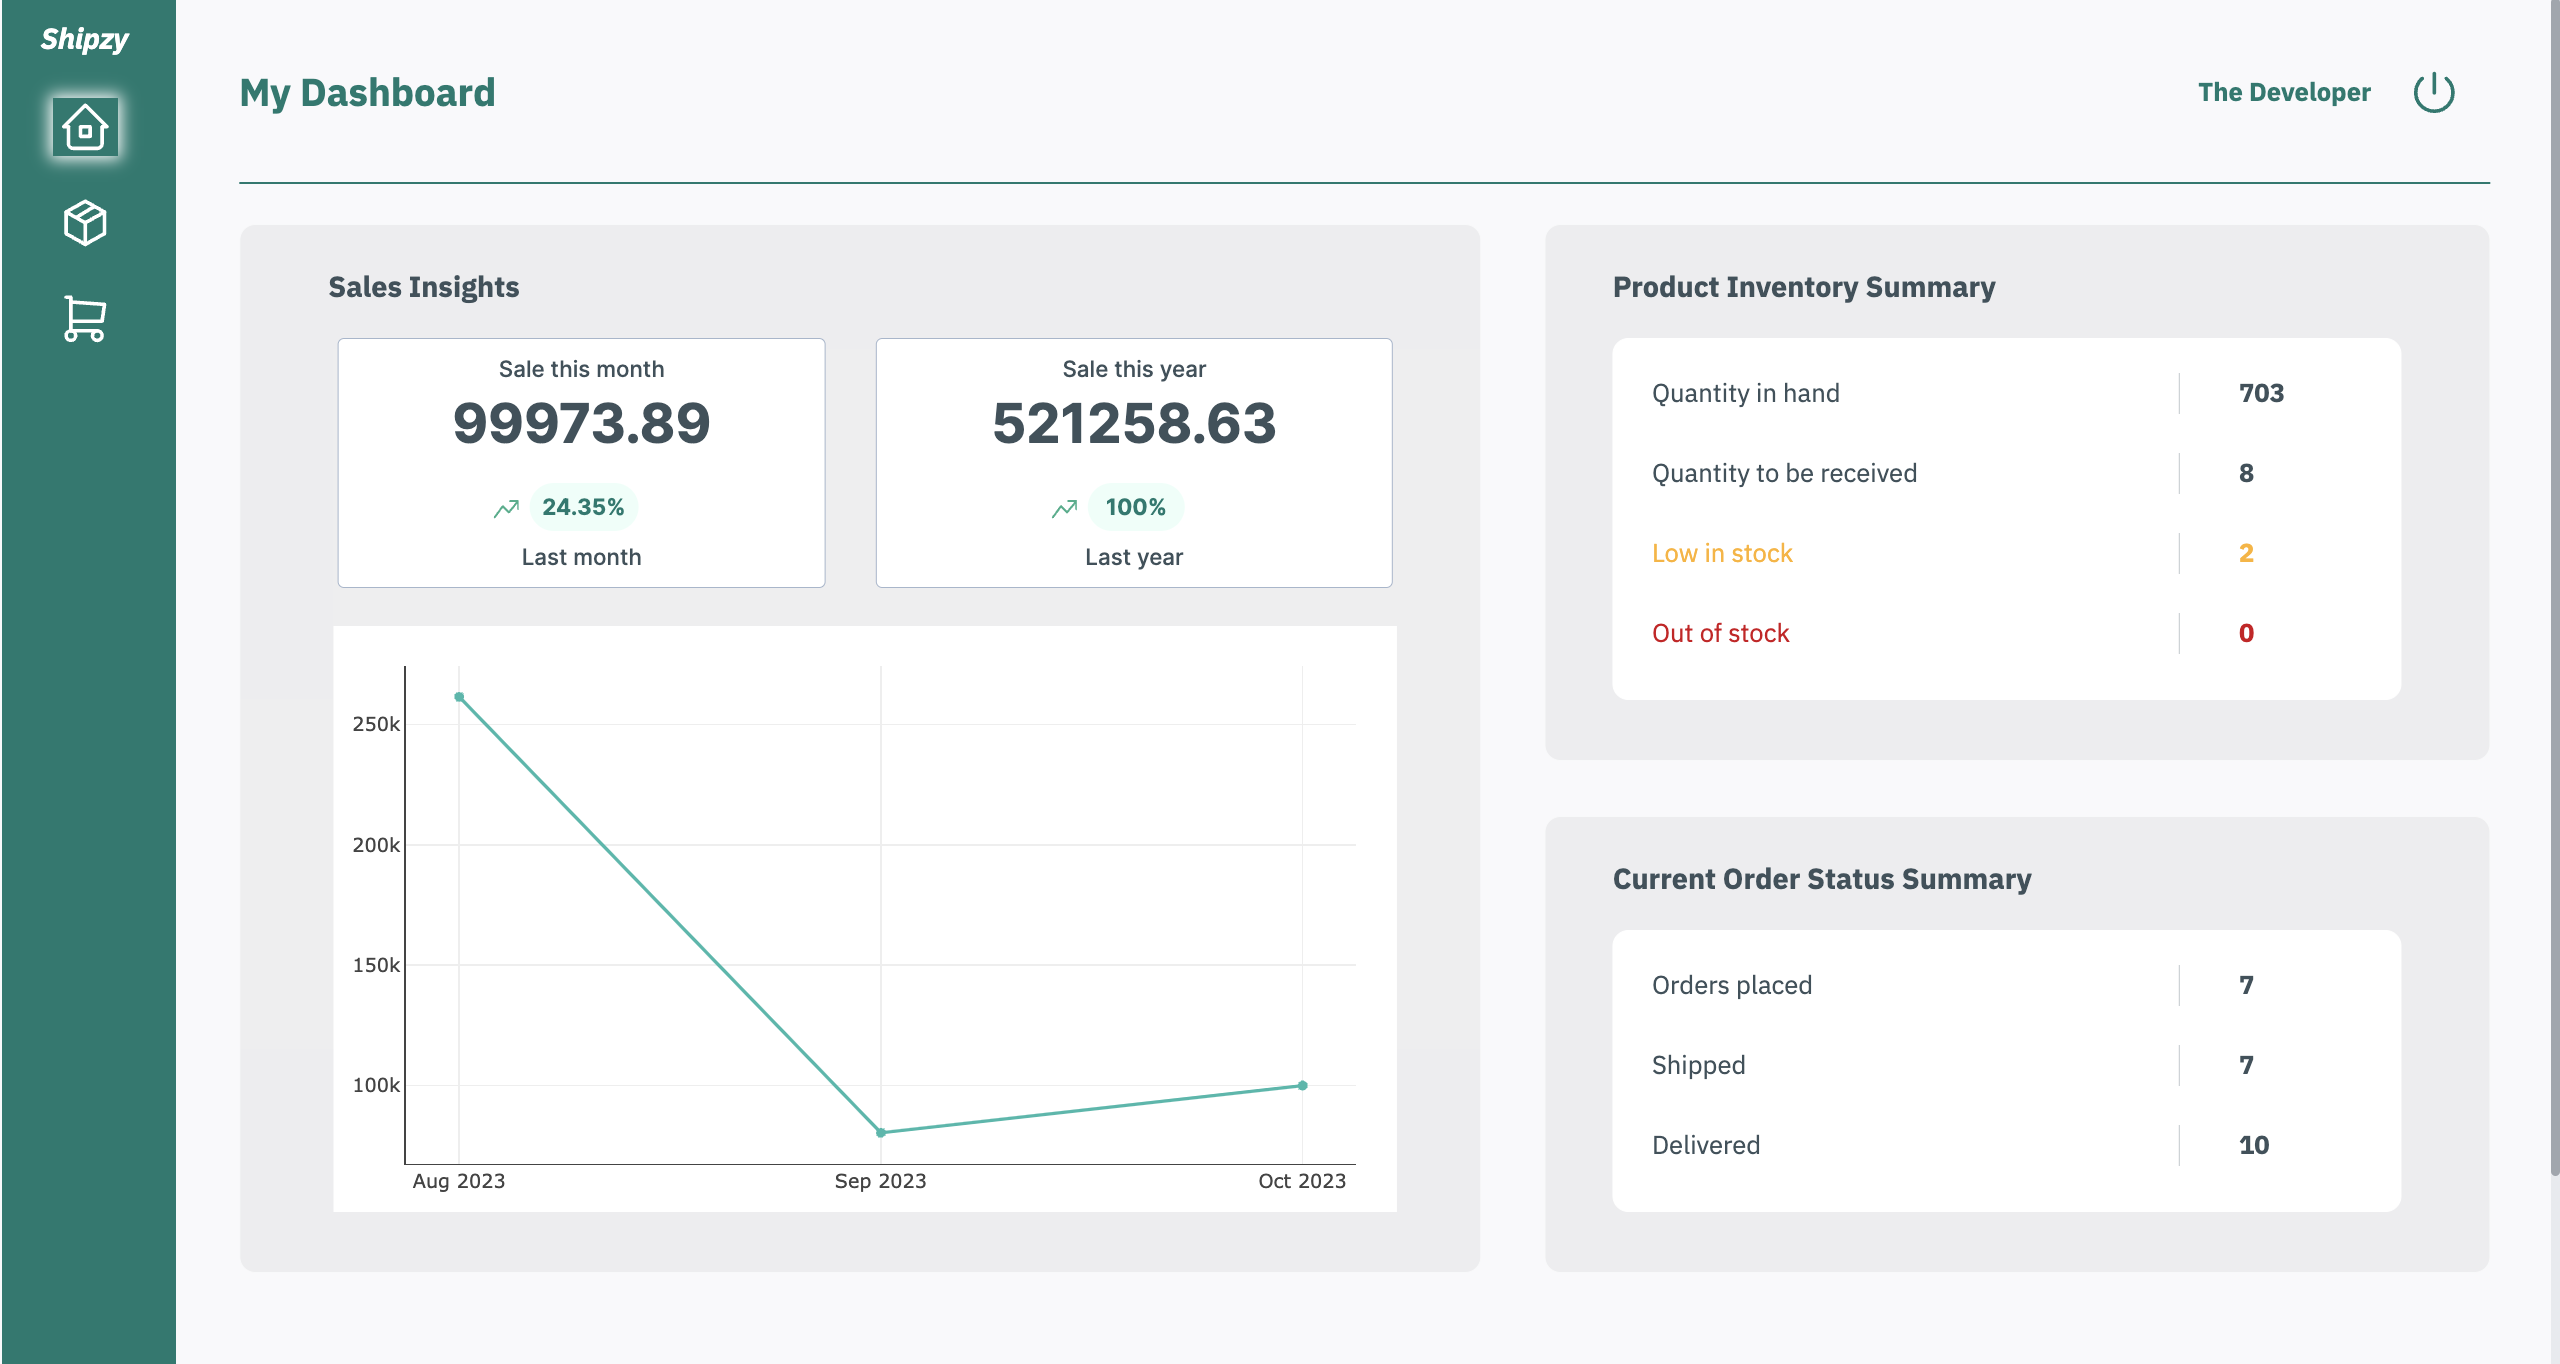 Shipzy
My Dashboard
The Developer
Sales Insights
Sale this month
99973.89
24.35%
Last month
Sale this year
521258.63
100%
Last year
250k
200k
150k
100k
Aug 2023 Sep 2023 Oct 2023
Product Inventory Summary
Quantity in hand 703
Quantity to be received 8
Low in stock 2
Out of stock 0
Current Order Status Summary
Orders placed 7
Shipped 7
Delivered 10